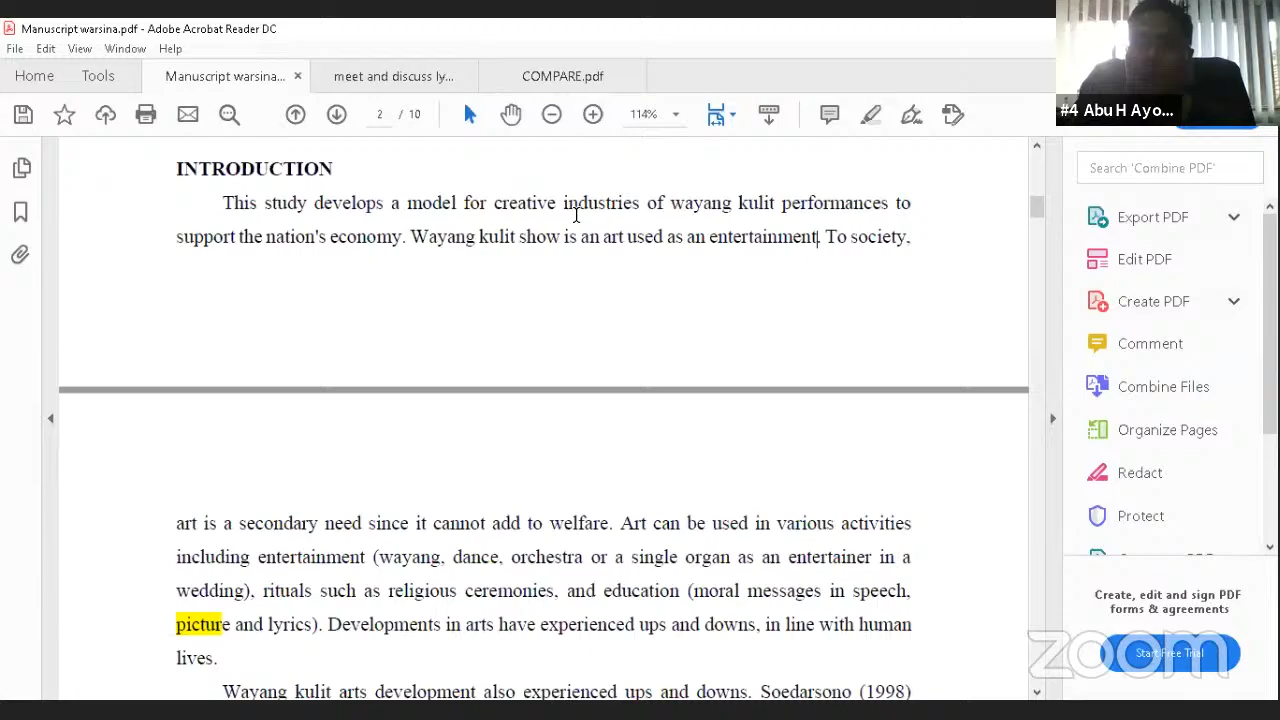 Manuscript warsina.pdf - Adobe Acrobat Reader DC
File Edit View Window Help
Home Tools Manuscript warsina... × meet and discuss ly... COMPARE.pdf
2 / 10 114%
#4 Abu H Ayo...
INTRODUCTION
This study develops a model for creative industries of wayang kulit performances to
support the nation's economy. Wayang kulit show is an art used as an entertainment. To society,
art is a secondary need since it cannot add to welfare. Art can be used in various activities
including entertainment (wayang, dance, orchestra or a single organ as an entertainer in a
wedding), rituals such as religious ceremonies, and education (moral messages in speech,
picture and lyrics). Developments in arts have experienced ups and downs, in line with human
lives.
Wayang kulit arts development also experienced ups and downs. Soedarsono (1998)
Search 'Combine PDF'
Export PDF
Edit PDF
Create PDF
Comment
Combine Files
Organize Pages
Redact
Protect
Create, edit and sign PDF
forms & agreements
Start Free Trial
zoom